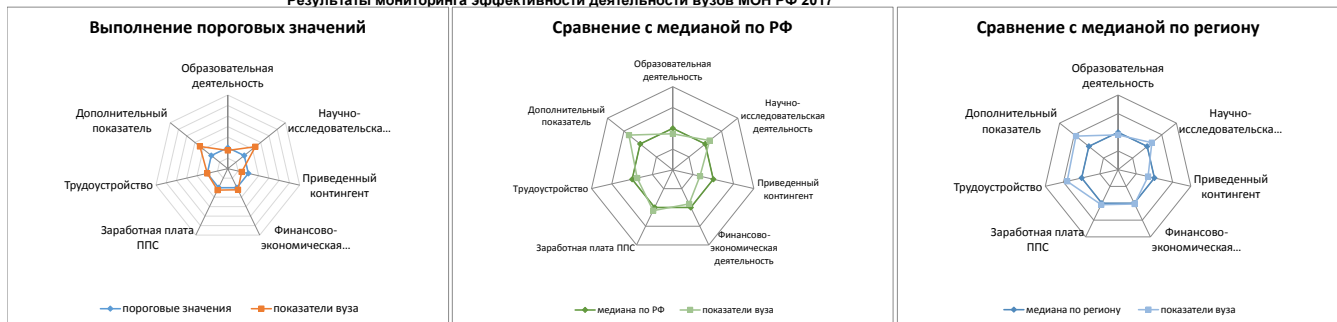 Результаты мониторинга эффективности деятельности вузов МОН РФ 2017
Выполнение пороговых значений
Образовательная
деятельность
Научно-
исследовательска...
Приведенный
контингент
Финансово-
экономическая...
Заработная плата
ППС
Трудоустройство
Дополнительный
показатель
пороговые значения
показатели вуза
Сравнение с медианой по РФ
Образовательная
деятельность
Научно-
исследовательская
деятельность
Приведенный
контингент
Финансово-
экономическая
деятельность
Заработная плата ППС
Трудоустройство
Дополнительный
показатель
медиана по РФ
показатели вуза
Сравнение с медианой по региону
Образовательная
деятельность
Научно-
исследовательска...
Приведенный
контингент
Финансово-
экономическая...
Заработная плата
ППС
Трудоустройство
Дополнительный
показатель
медиана по региону
показатели вуза